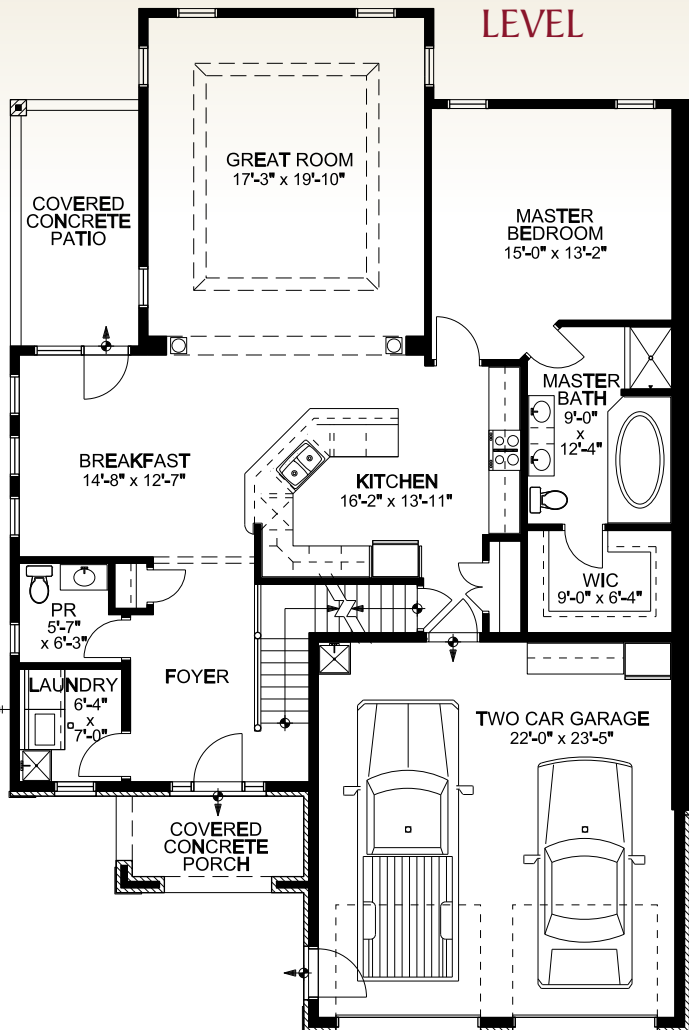 LEVEL
GREAT ROOM
17'-3" x 19'-10"
COVERED
CONCRETE
PATIO
MASTER
BEDROOM
15'-0" x 13'-2"
MASTER
BATH
9'-0"
x
12'-4"
BREAKFAST
14'-8" x 12'-7"
KITCHEN
16'-2" x 13'-11"
WIC
9'-0" x 6'-4"
PR
5'-7"
x 6'-3"
FOYER
LAUNDRY
6'-4"
x
7'-0"
TWO CAR GARAGE
22'-0" x 23'-5"
COVERED
CONCRETE
PORCH